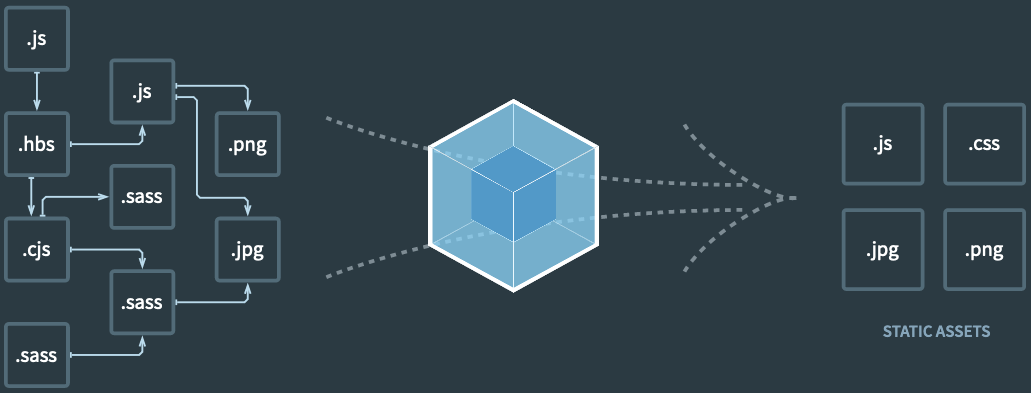 .js
.js
.hbs
.png
.sass
.cjs
.jpg
.sass
.sass
.js
.css
.jpg
.png
STATIC ASSETS